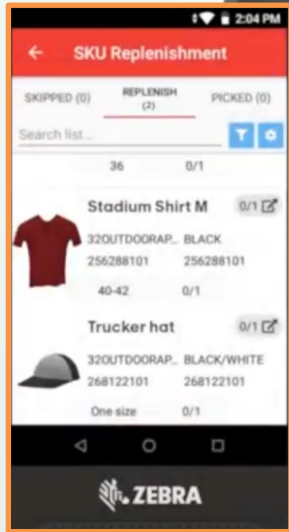 2:04 PM
SKU Replenishment
SKIPPED (0) REPLENISH (2) PICKED (0)
Search list...
36 0/1
Stadium Shirt M 0/1
32OUTDOORAP... BLACK
256288101 256288101
40-42 0/1
Trucker hat 0/1
32OUTDOORAP... BLACK/WHITE
268122101 268122101
One size 0/1
ZEBRA